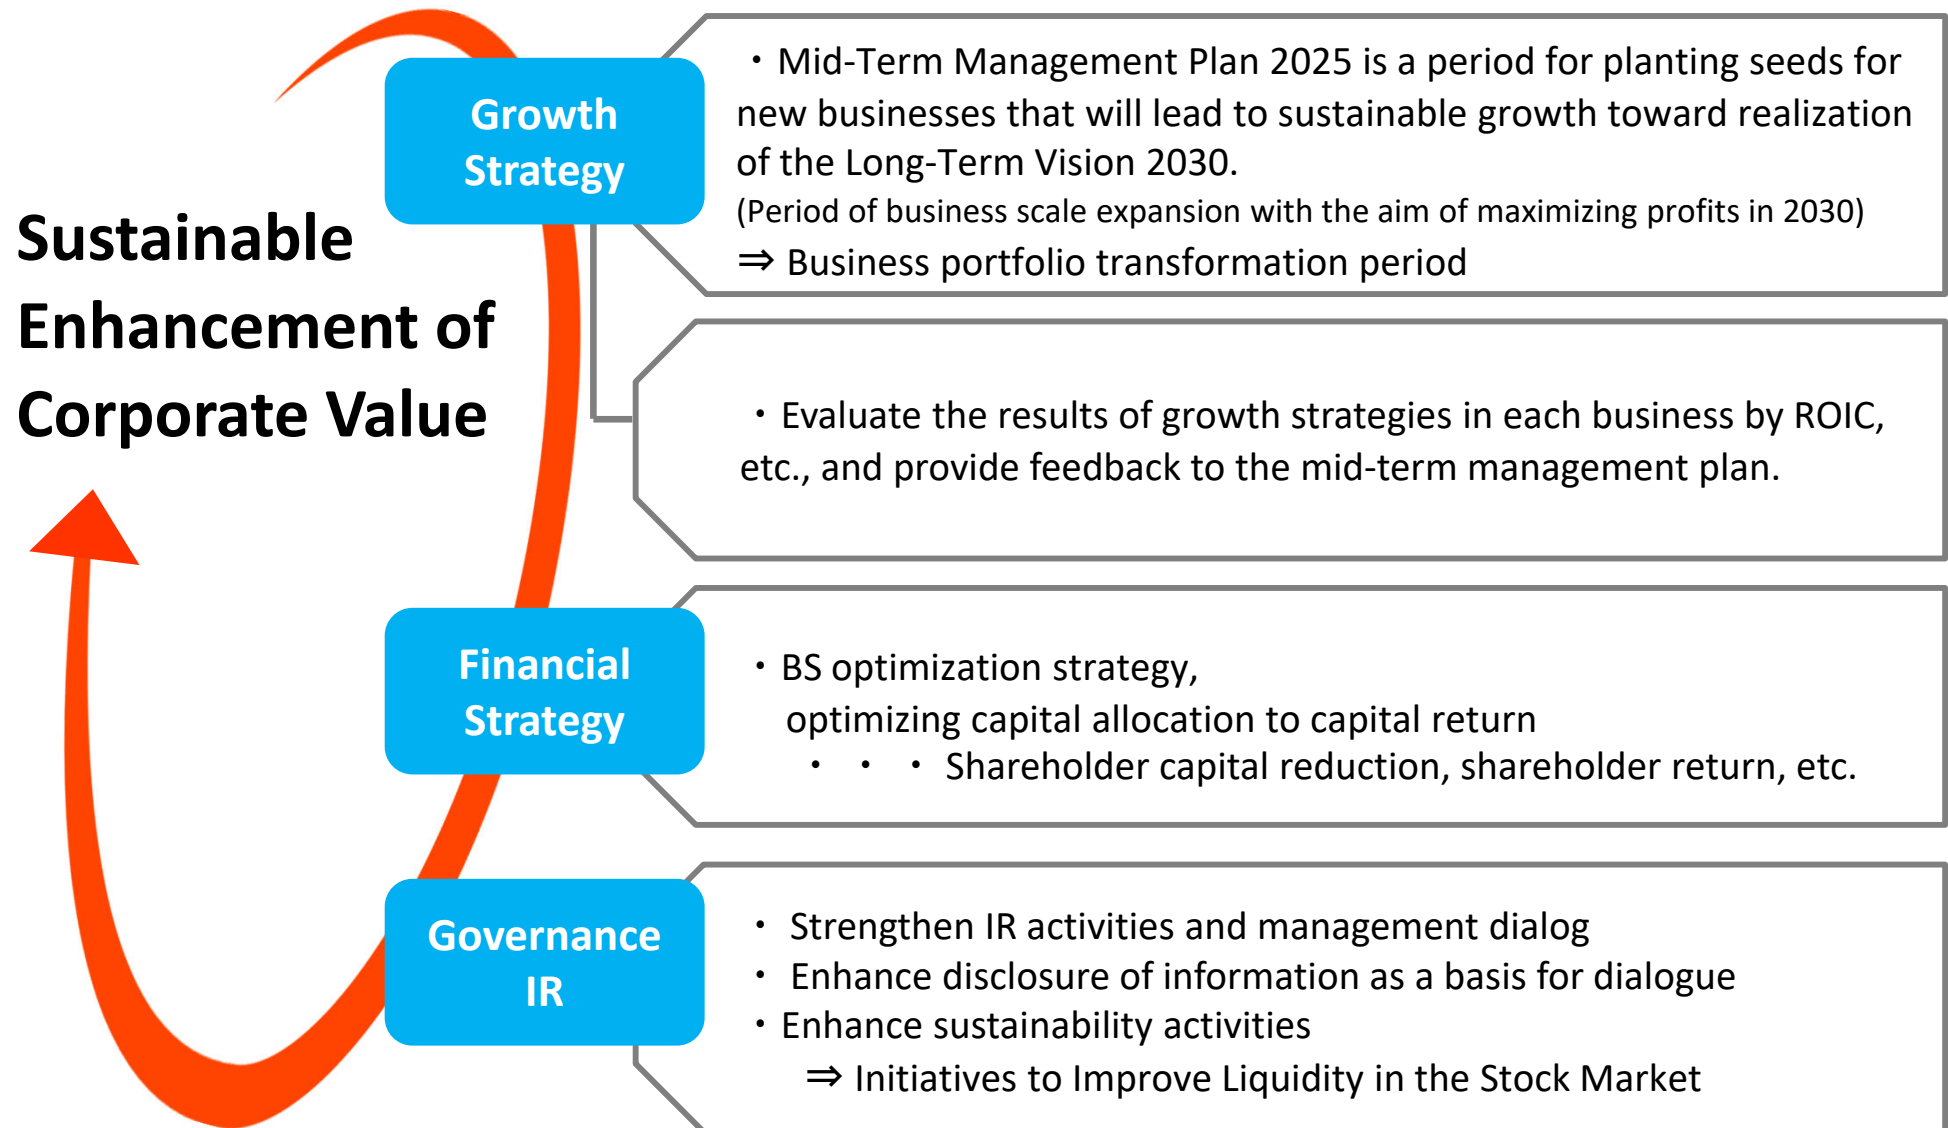 Sustainable
Enhancement of
Corporate Value
Growth
Strategy
・Mid-Term Management Plan 2025 is a period for planting seeds for
new businesses that will lead to sustainable growth toward realization
of the Long-Term Vision 2030.
(Period of business scale expansion with the aim of maximizing profits in 2030)
⇒ Business portfolio transformation period
・Evaluate the results of growth strategies in each business by ROIC,
etc., and provide feedback to the mid-term management plan.
Financial
Strategy
・BS optimization strategy,
optimizing capital allocation to capital return
・・・Shareholder capital reduction, shareholder return, etc.
Governance
IR
・ Strengthen IR activities and management dialog
・ Enhance disclosure of information as a basis for dialogue
・Enhance sustainability activities
⇒ Initiatives to Improve Liquidity in the Stock Market